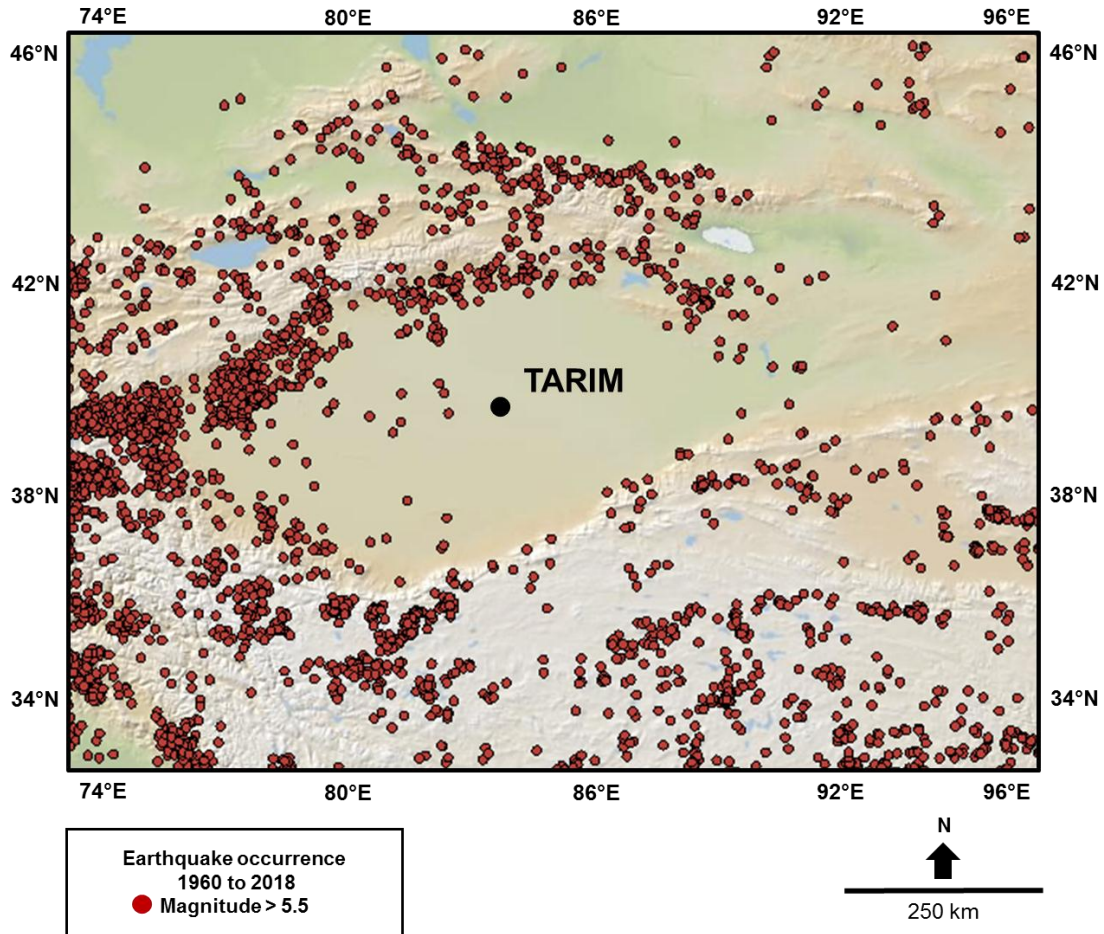 74°E 80°E 86°E 92°E 96°E
46°N 46°N
TARIM
42°N 42°N
38°N 38°N
34°N 34°N
74°E 80°E 86°E 92°E 96°E
Earthquake occurrence
1960 to 2018
Magnitude > 5.5
N
250 km